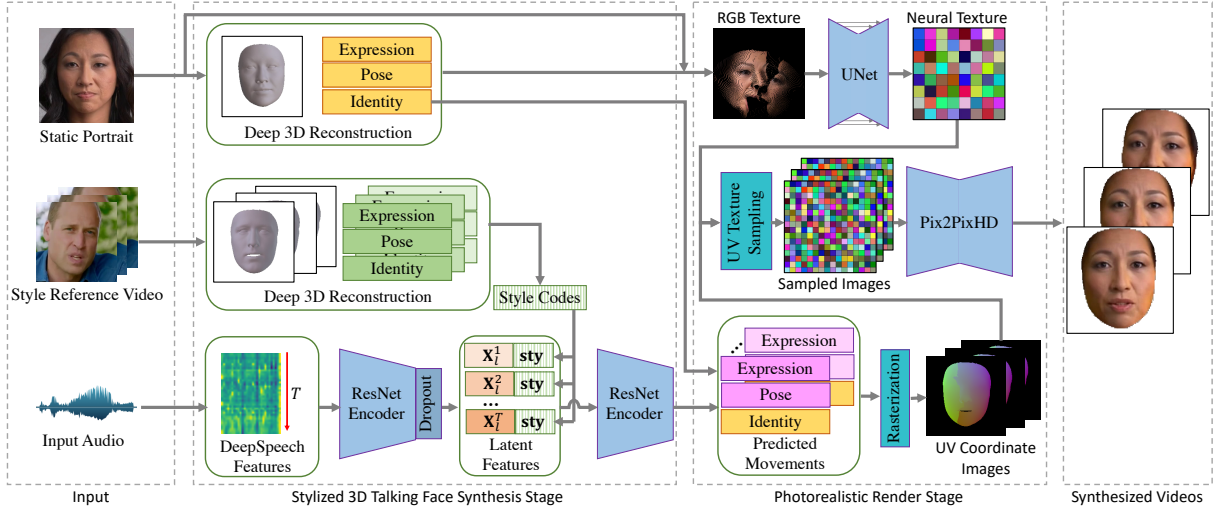 Static Portrait
Style Reference Video
Input Audio
Input
Expression
Pose
Identity
Deep 3D Reconstruction
Expression
Pose
Identity
Deep 3D Reconstruction
Style Codes
T
DeepSpeech
Features
ResNet
Encoder
Dropout
X_l^1 sty
X_l^2 sty
...
X_l^T sty
Latent
Features
ResNet
Encoder
Stylized 3D Talking Face Synthesis Stage
RGB Texture
UNet
Neural Texture
UV Texture
Sampling
Sampled Images
Pix2PixHD
...
Expression
Expression
Pose
Identity
Predicted
Movements
Rasterization
UV Coordinate
Images
Photorealistic Render Stage
Synthesized Videos